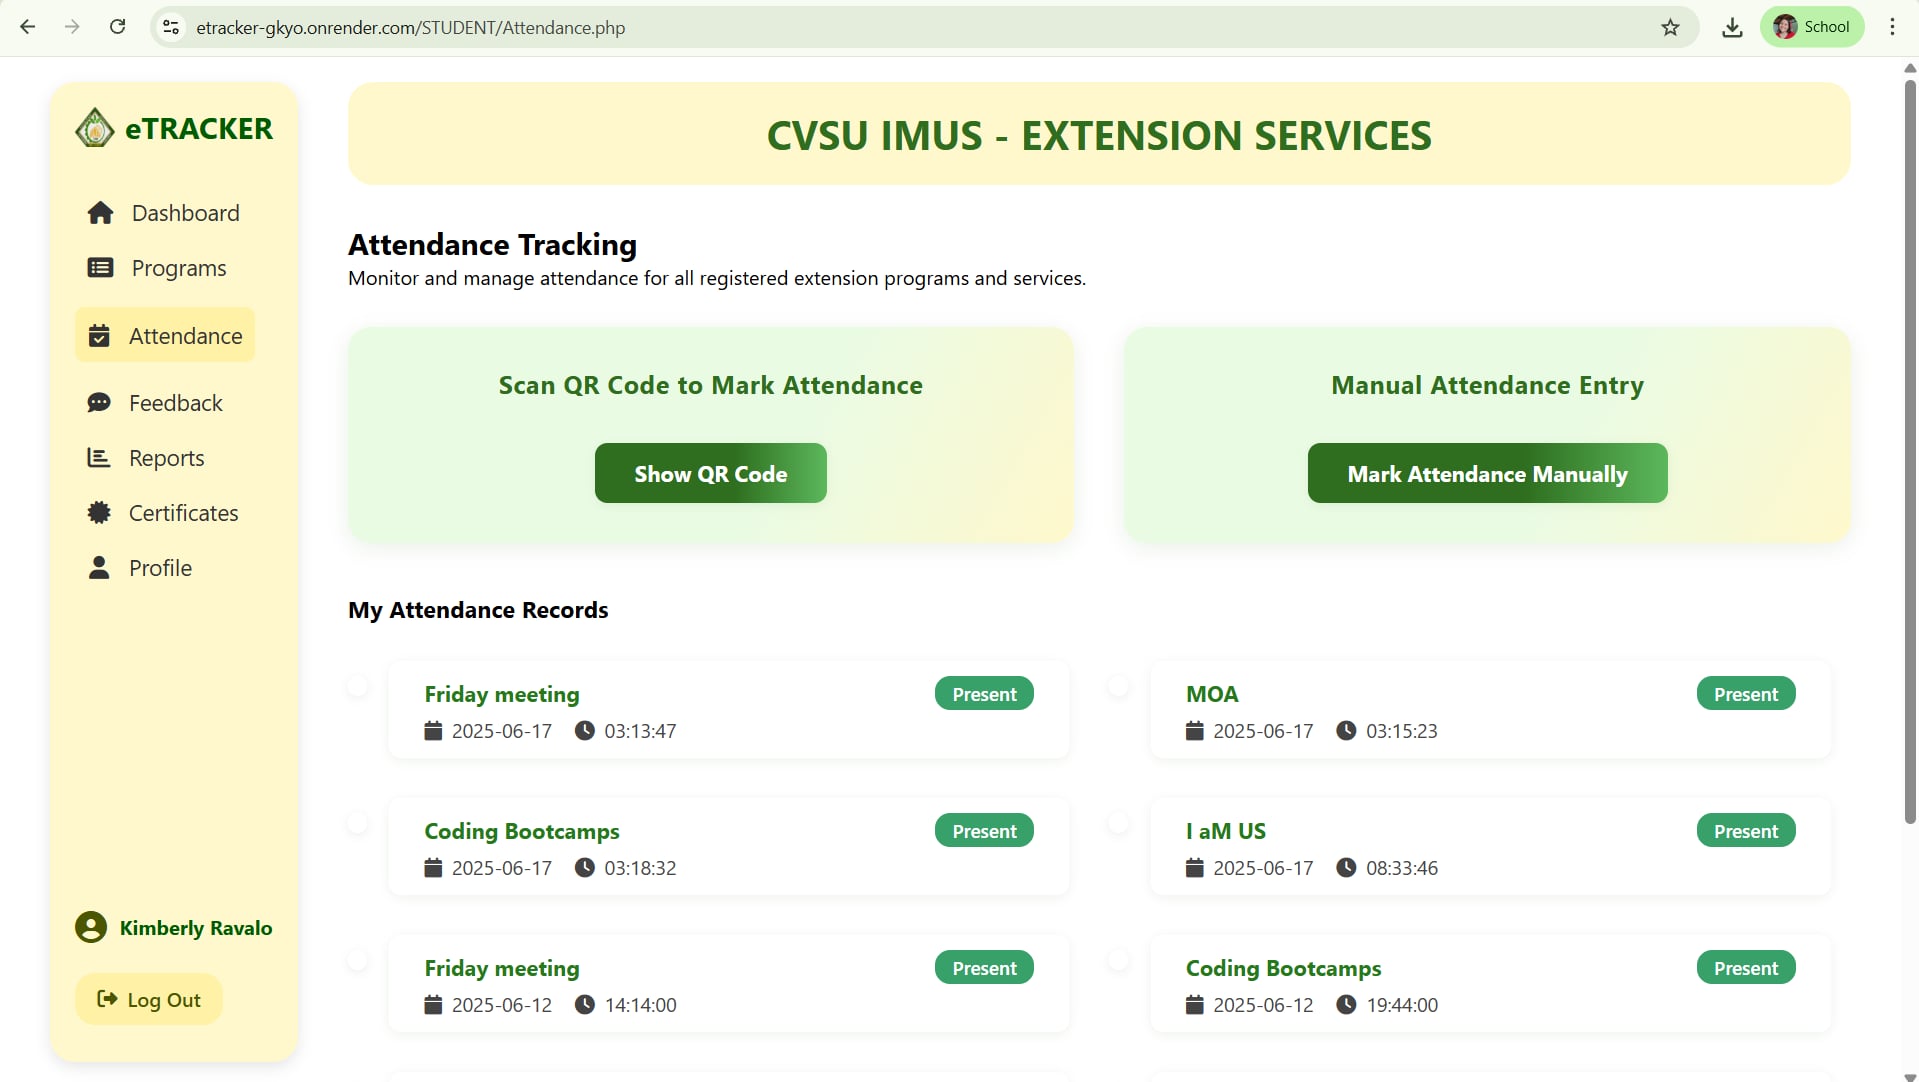 etracker-gkyo.onrender.com/STUDENT/Attendance.php
School
eTRACKER
Dashboard
Programs
Attendance
Feedback
Reports
Certificates
Profile
Kimberly Ravalo
Log Out
CVSU IMUS - EXTENSION SERVICES
Attendance Tracking
Monitor and manage attendance for all registered extension programs and services.
Scan QR Code to Mark Attendance
Show QR Code
Manual Attendance Entry
Mark Attendance Manually
My Attendance Records
Friday meeting
Present
2025-06-17 03:13:47
MOA
Present
2025-06-17 03:15:23
Coding Bootcamps
Present
2025-06-17 03:18:32
I aM US
Present
2025-06-17 08:33:46
Friday meeting
Present
2025-06-12 14:14:00
Coding Bootcamps
Present
2025-06-12 19:44:00